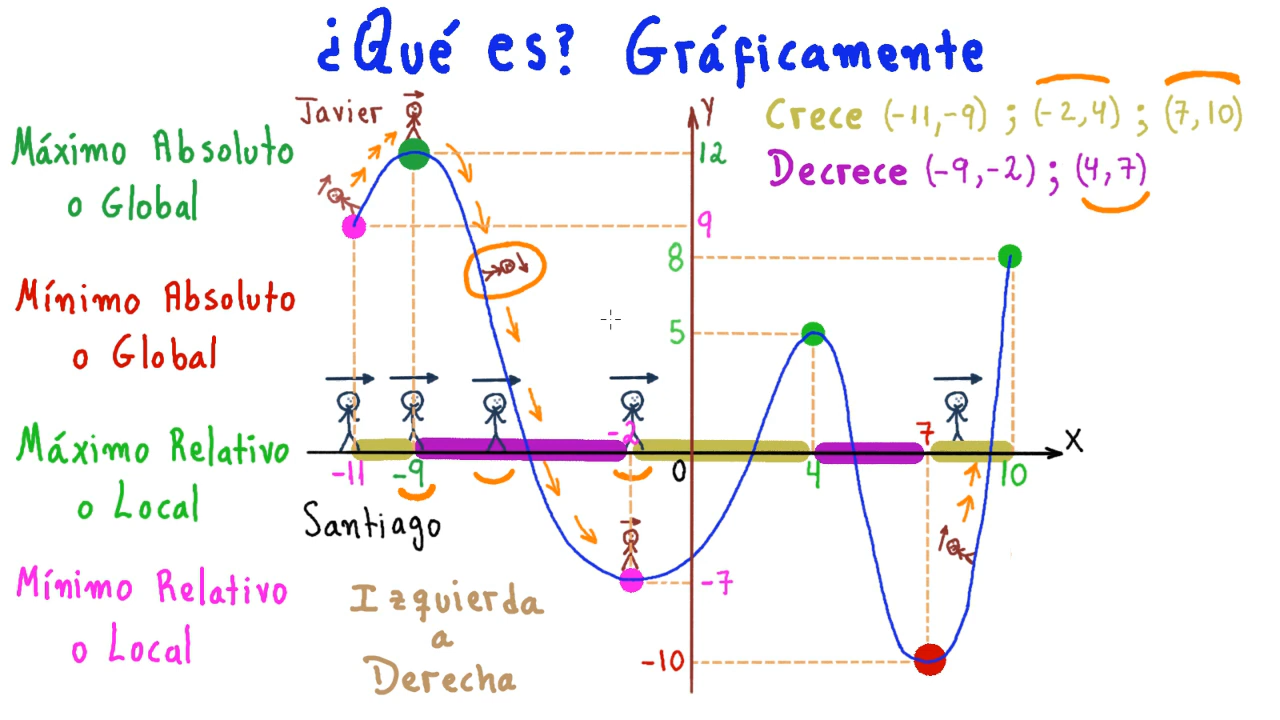 ¿Qué es? Gráficamente
Javier
Y
Crece (-11,-9) ; (-2,4) ; (7,10)
Decrece (-9,-2) ; (4,7)
Máximo Absoluto
o Global
12
9
8
5
Mínimo Absoluto
o Global
Máximo Relativo
o Local
-11
-9
-2
0
4
7
10
X
Santiago
Mínimo Relativo
o Local
Izquierda
a
Derecha
-7
-10